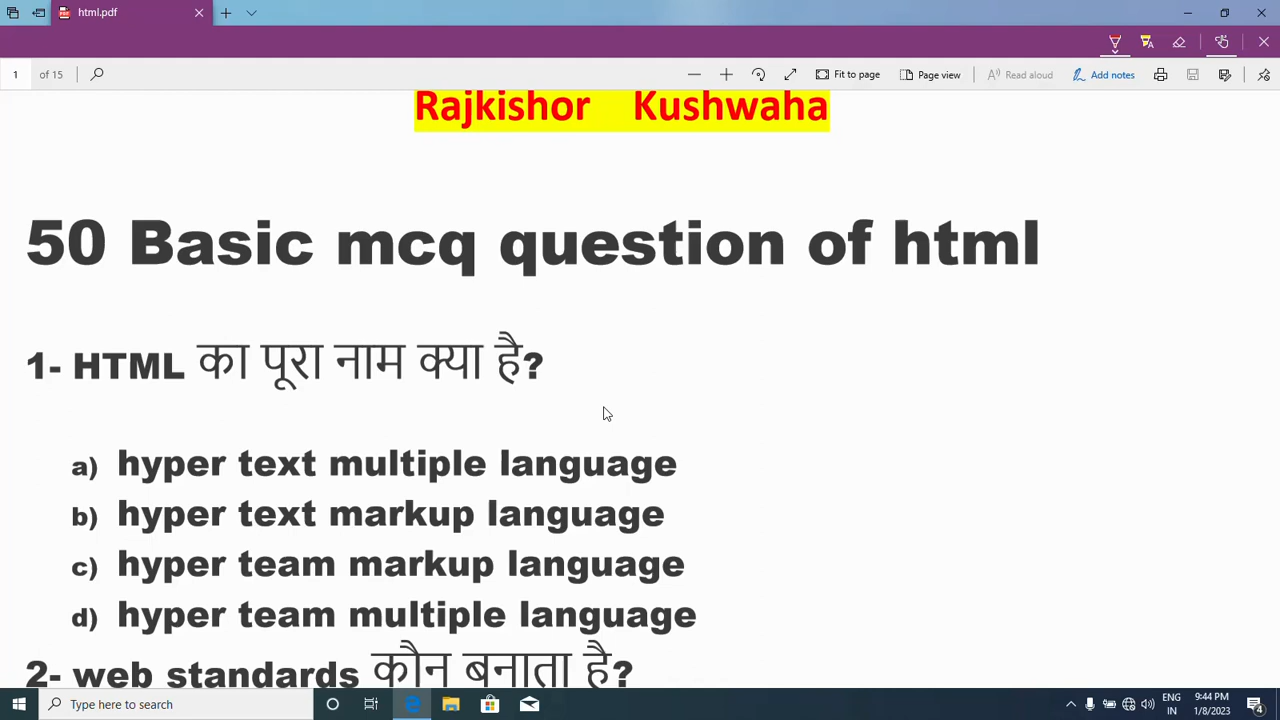 html.pdf
1 of 15
Fit to page
Page view
Read aloud
Add notes
Rajkishor Kushwaha
50 Basic mcq question of html
1- HTML का पूरा नाम क्या है?
a) hyper text multiple language
b) hyper text markup language
c) hyper team markup language
d) hyper team multiple language
2- web standards कौन बनाता है?
Type here to search
ENG
IN
9:44 PM
1/8/2023
4